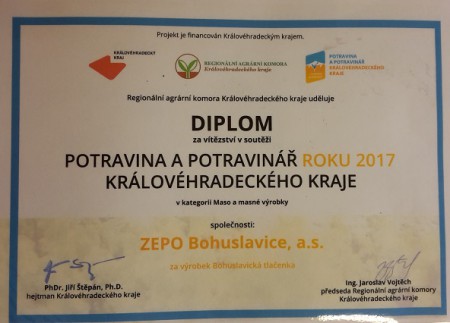 Projekt je financován Královéhradeckým krajem.
KRÁLOVÉHRADECKÝ
KRAJ
REGIONÁLNÍ AGRÁRNÍ KOMORA
Královéhradeckého kraje
POTRAVINA
A POTRAVINÁŘ
KRÁLOVÉHRADECKÉHO
KRAJE
Regionální agrární komora Královéhradeckého kraje uděluje
DIPLOM
za vítězství v soutěži
POTRAVINA A POTRAVINÁŘ ROKU 2017
KRÁLOVÉHRADECKÉHO KRAJE
v kategorii Maso a masné výrobky
společnosti:
ZEPO Bohuslavice, a.s.
za výrobek Bohuslavická tlačenka
PhDr. Jiří Štěpán, Ph.D.
hejtman Královéhradeckého kraje
Ing. Jaroslav Vojtěch
předseda Regionální agrární komory
Královéhradeckého kraje